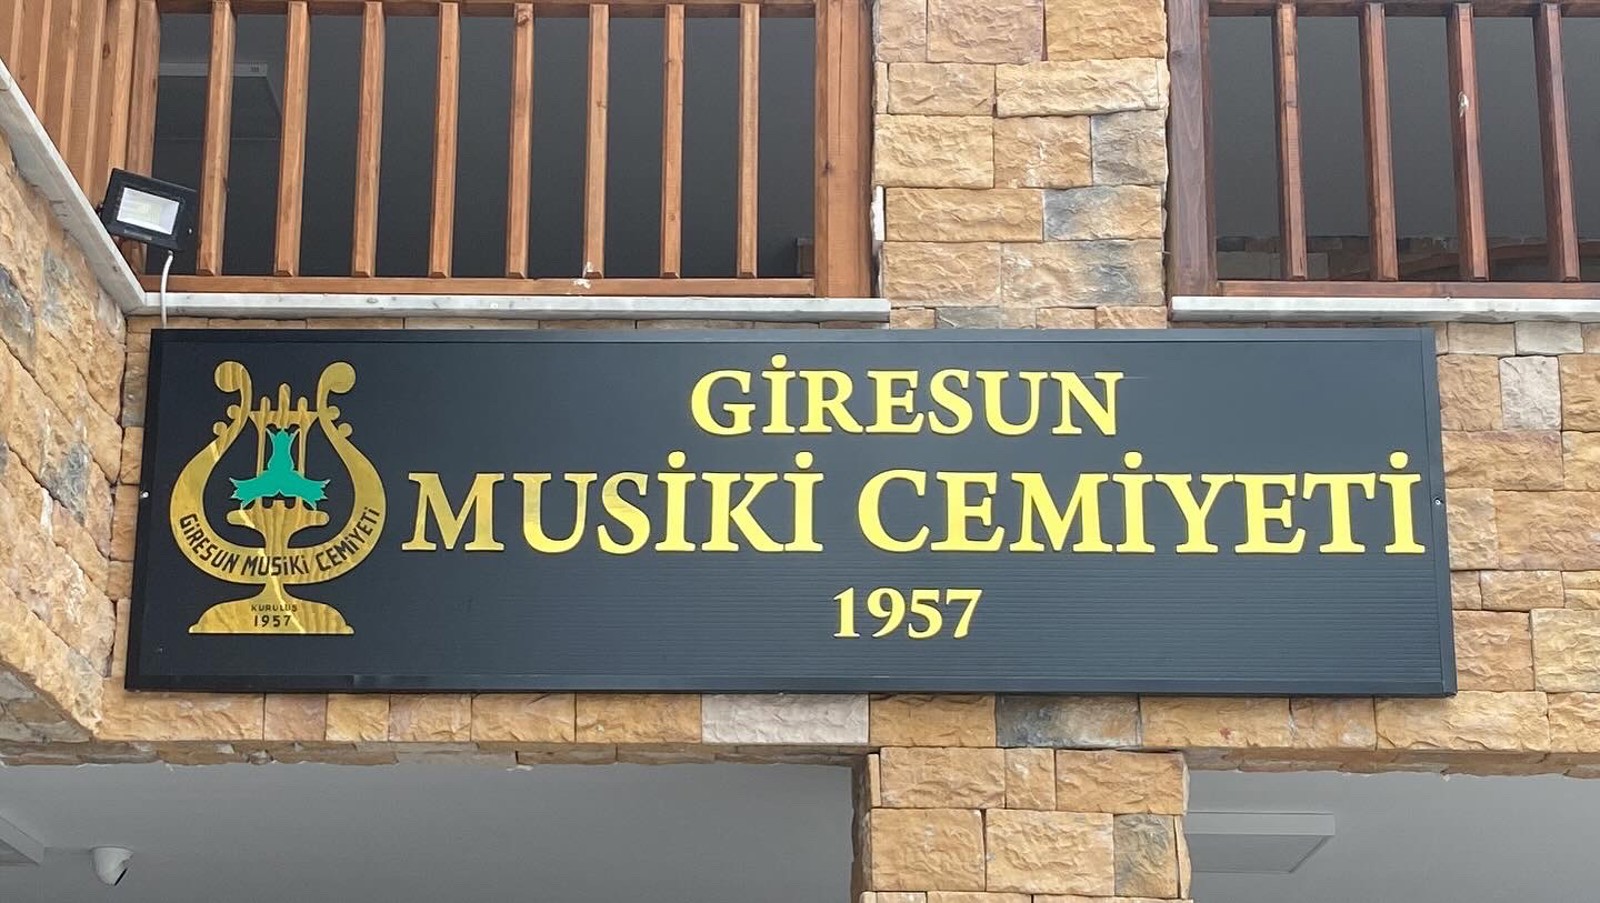 GİRESUN
MUSİKİ CEMİYETİ
1957
GİRESUN MUSİKİ CEMİYETİ
KURULUŞ
1957